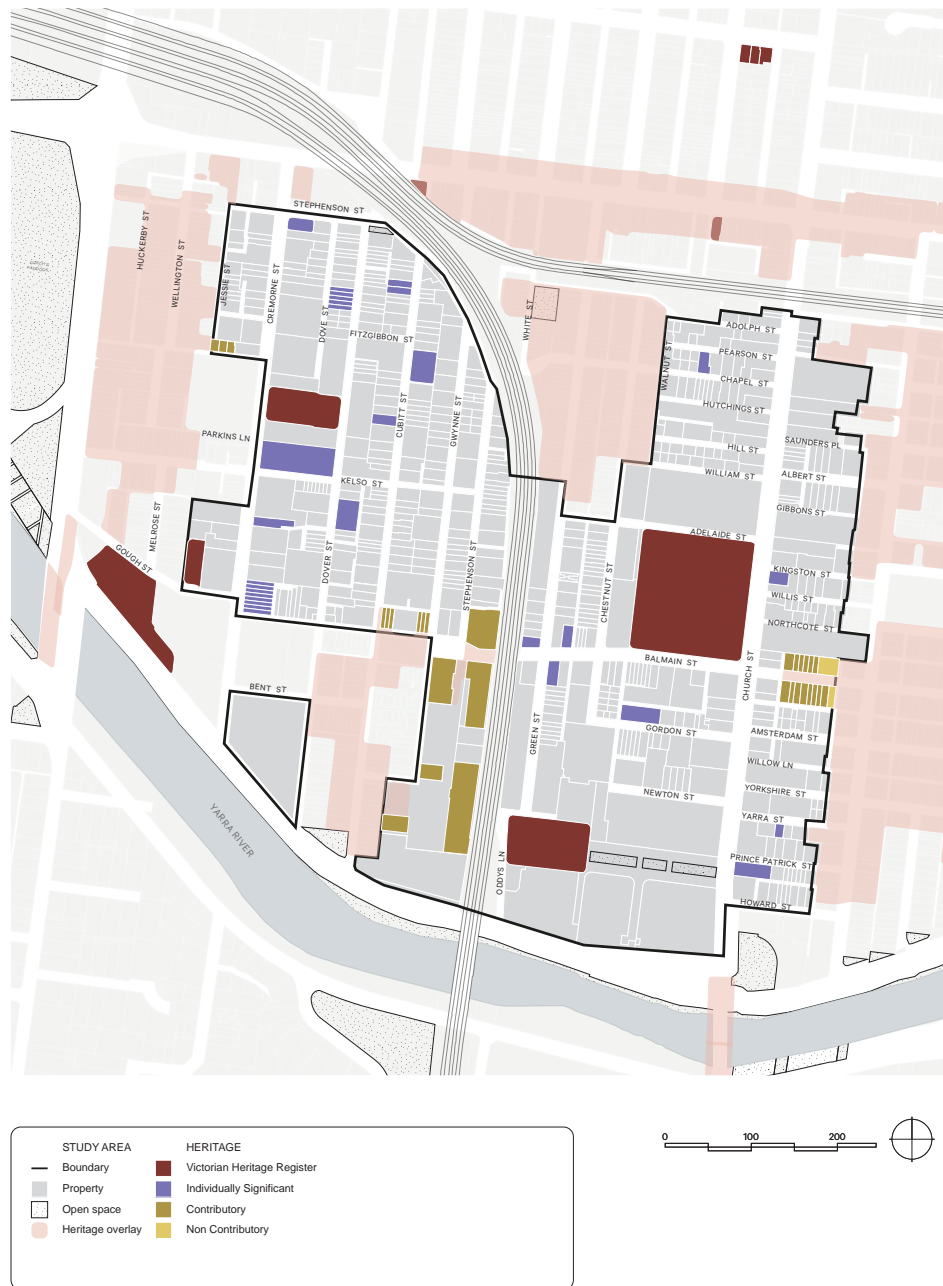 STEPHENSON ST
HUCKERBY ST
WELLINGTON ST
JESSIE ST
CREMORNE ST
DOVE ST
FITZGIBBON ST
WHITE ST
WALNUT ST
ADOLPH ST
PEARSON ST
CHAPEL ST
HUTCHINGS ST
CUBITT ST
GWYNNE ST
PARKINS LN
HILL ST
SAUNDERS PL
WILLIAM ST
ALBERT ST
KELSO ST
GIBBONS ST
MELROSE ST
ADELAIDE ST
GOUGH ST
DOVER ST
STEPHENSON ST
CHESTNUT ST
KINGSTON ST
WILLIS ST
NORTHCOTE ST
BALMAIN ST
CHURCH ST
BENT ST
GREEN ST
GORDON ST
AMSTERDAM ST
WILLOW LN
NEWTON ST
YORKSHIRE ST
YARRA ST
YARRA RIVER
ODDYS LN
PRINCE PATRICK ST
HOWARD ST
STUDY AREA
Boundary
Property
Open space
Heritage overlay
HERITAGE
Victorian Heritage Register
Individually Significant
Contributory
Non Contributory
0 100 200